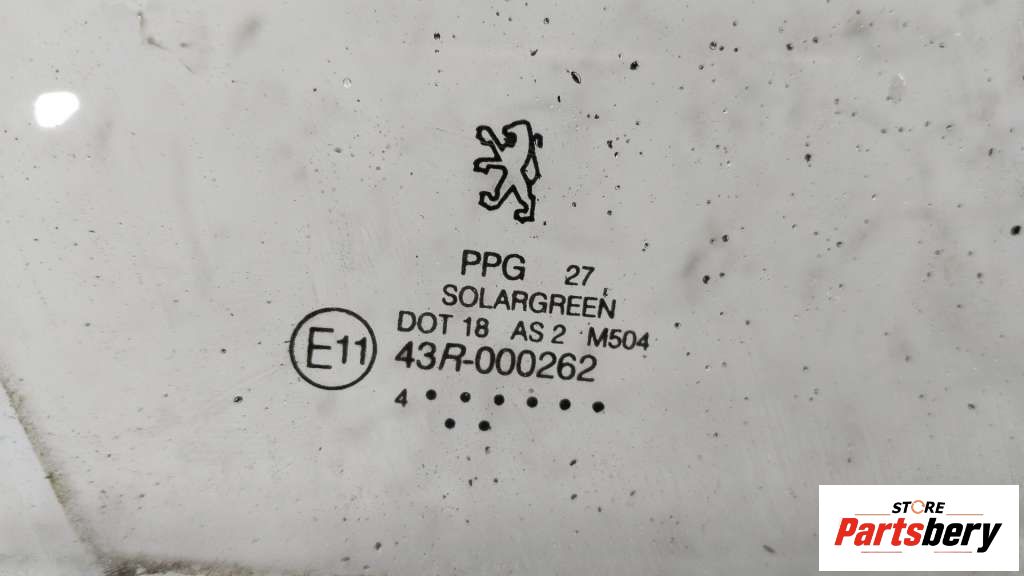 PPG 27
SOLARGREEN
DOT 18 AS 2 M504
E11 43R-000262
4 • • • • • •
• •
STORE
Partsbery